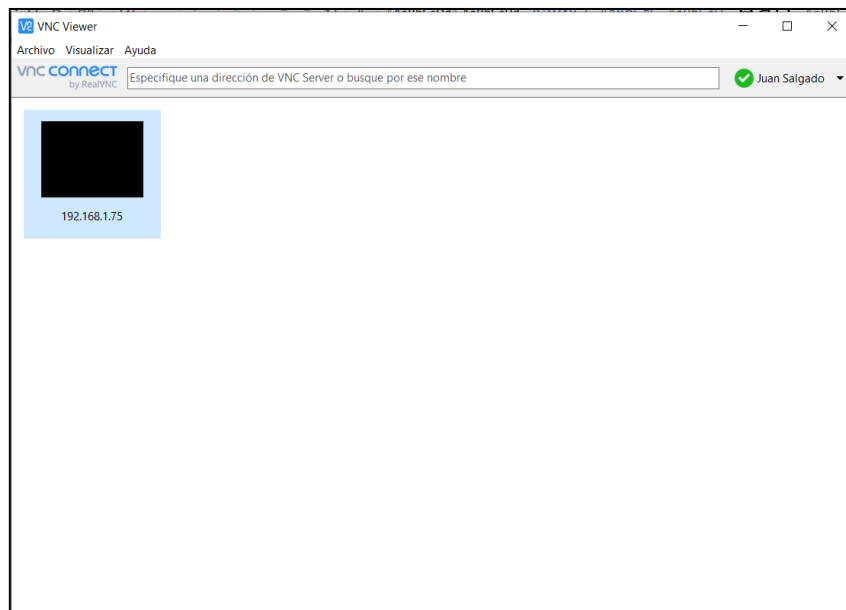 VNC Viewer
Archivo Visualizar Ayuda
vnc connect
by RealVNC
Especifique una dirección de VNC Server o busque por ese nombre
Juan Salgado
192.168.1.75